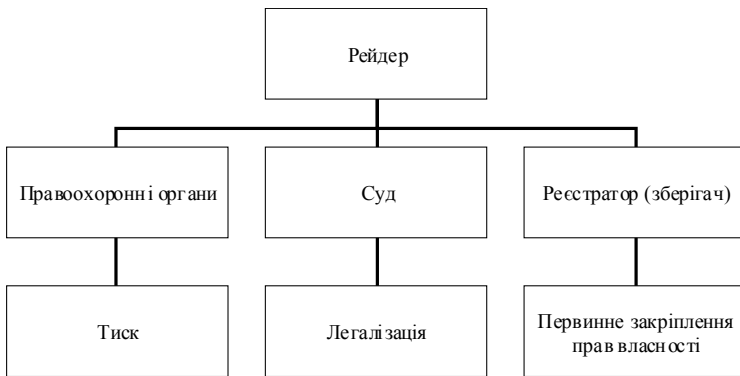 Рейдер
Правоохоронні органи
Суд
Реєстратор (зберігач)
Тиск
Легалізація
Первинне закріплення
прав власності